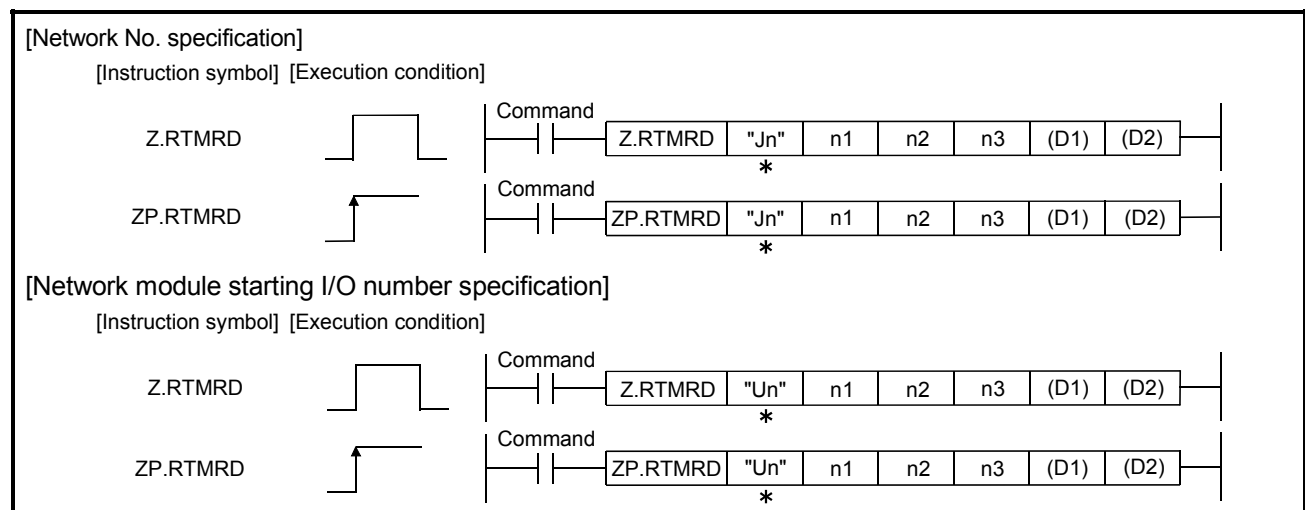 [Network No. specification]
[Instruction symbol] [Execution condition]
Command
Z.RTMRD Z.RTMRD "Jn" n1 n2 n3 (D1) (D2)
*
Command
ZP.RTMRD ZP.RTMRD "Jn" n1 n2 n3 (D1) (D2)
*
[Network module starting I/O number specification]
[Instruction symbol] [Execution condition]
Command
Z.RTMRD Z.RTMRD "Un" n1 n2 n3 (D1) (D2)
*
Command
ZP.RTMRD ZP.RTMRD "Un" n1 n2 n3 (D1) (D2)
*